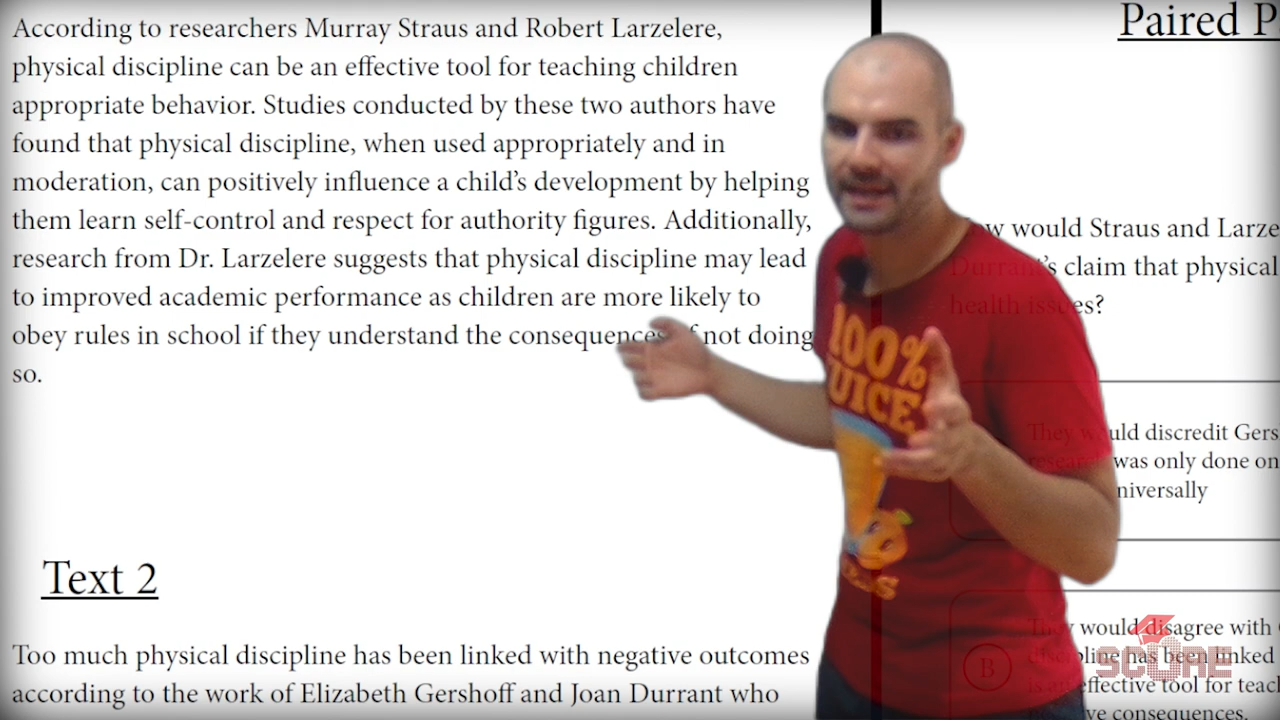 According to researchers Murray Straus and Robert Larzelere,
physical discipline can be an effective tool for teaching children
appropriate behavior. Studies conducted by these two authors have
found that physical discipline, when used appropriately and in
moderation, can positively influence a child's development by helping
them learn self-control and respect for authority figures. Additionally,
research from Dr. Larzelere suggests that physical discipline may lead
to improved academic performance as children are more likely to
obey rules in school if they understand the consequences of not doing
so.
Text 2
Too much physical discipline has been linked with negative outcomes
according to the work of Elizabeth Gershoff and Joan Durrant who
Paired P
would Straus and Larze
Durrant's claim that physical
health issues?
They would discredit Gers
research was only done on
niversally
B
They would disagree with
discipline has been linked
is an effective tool for teac
ve consequences.
100%
JUICE
SCORE